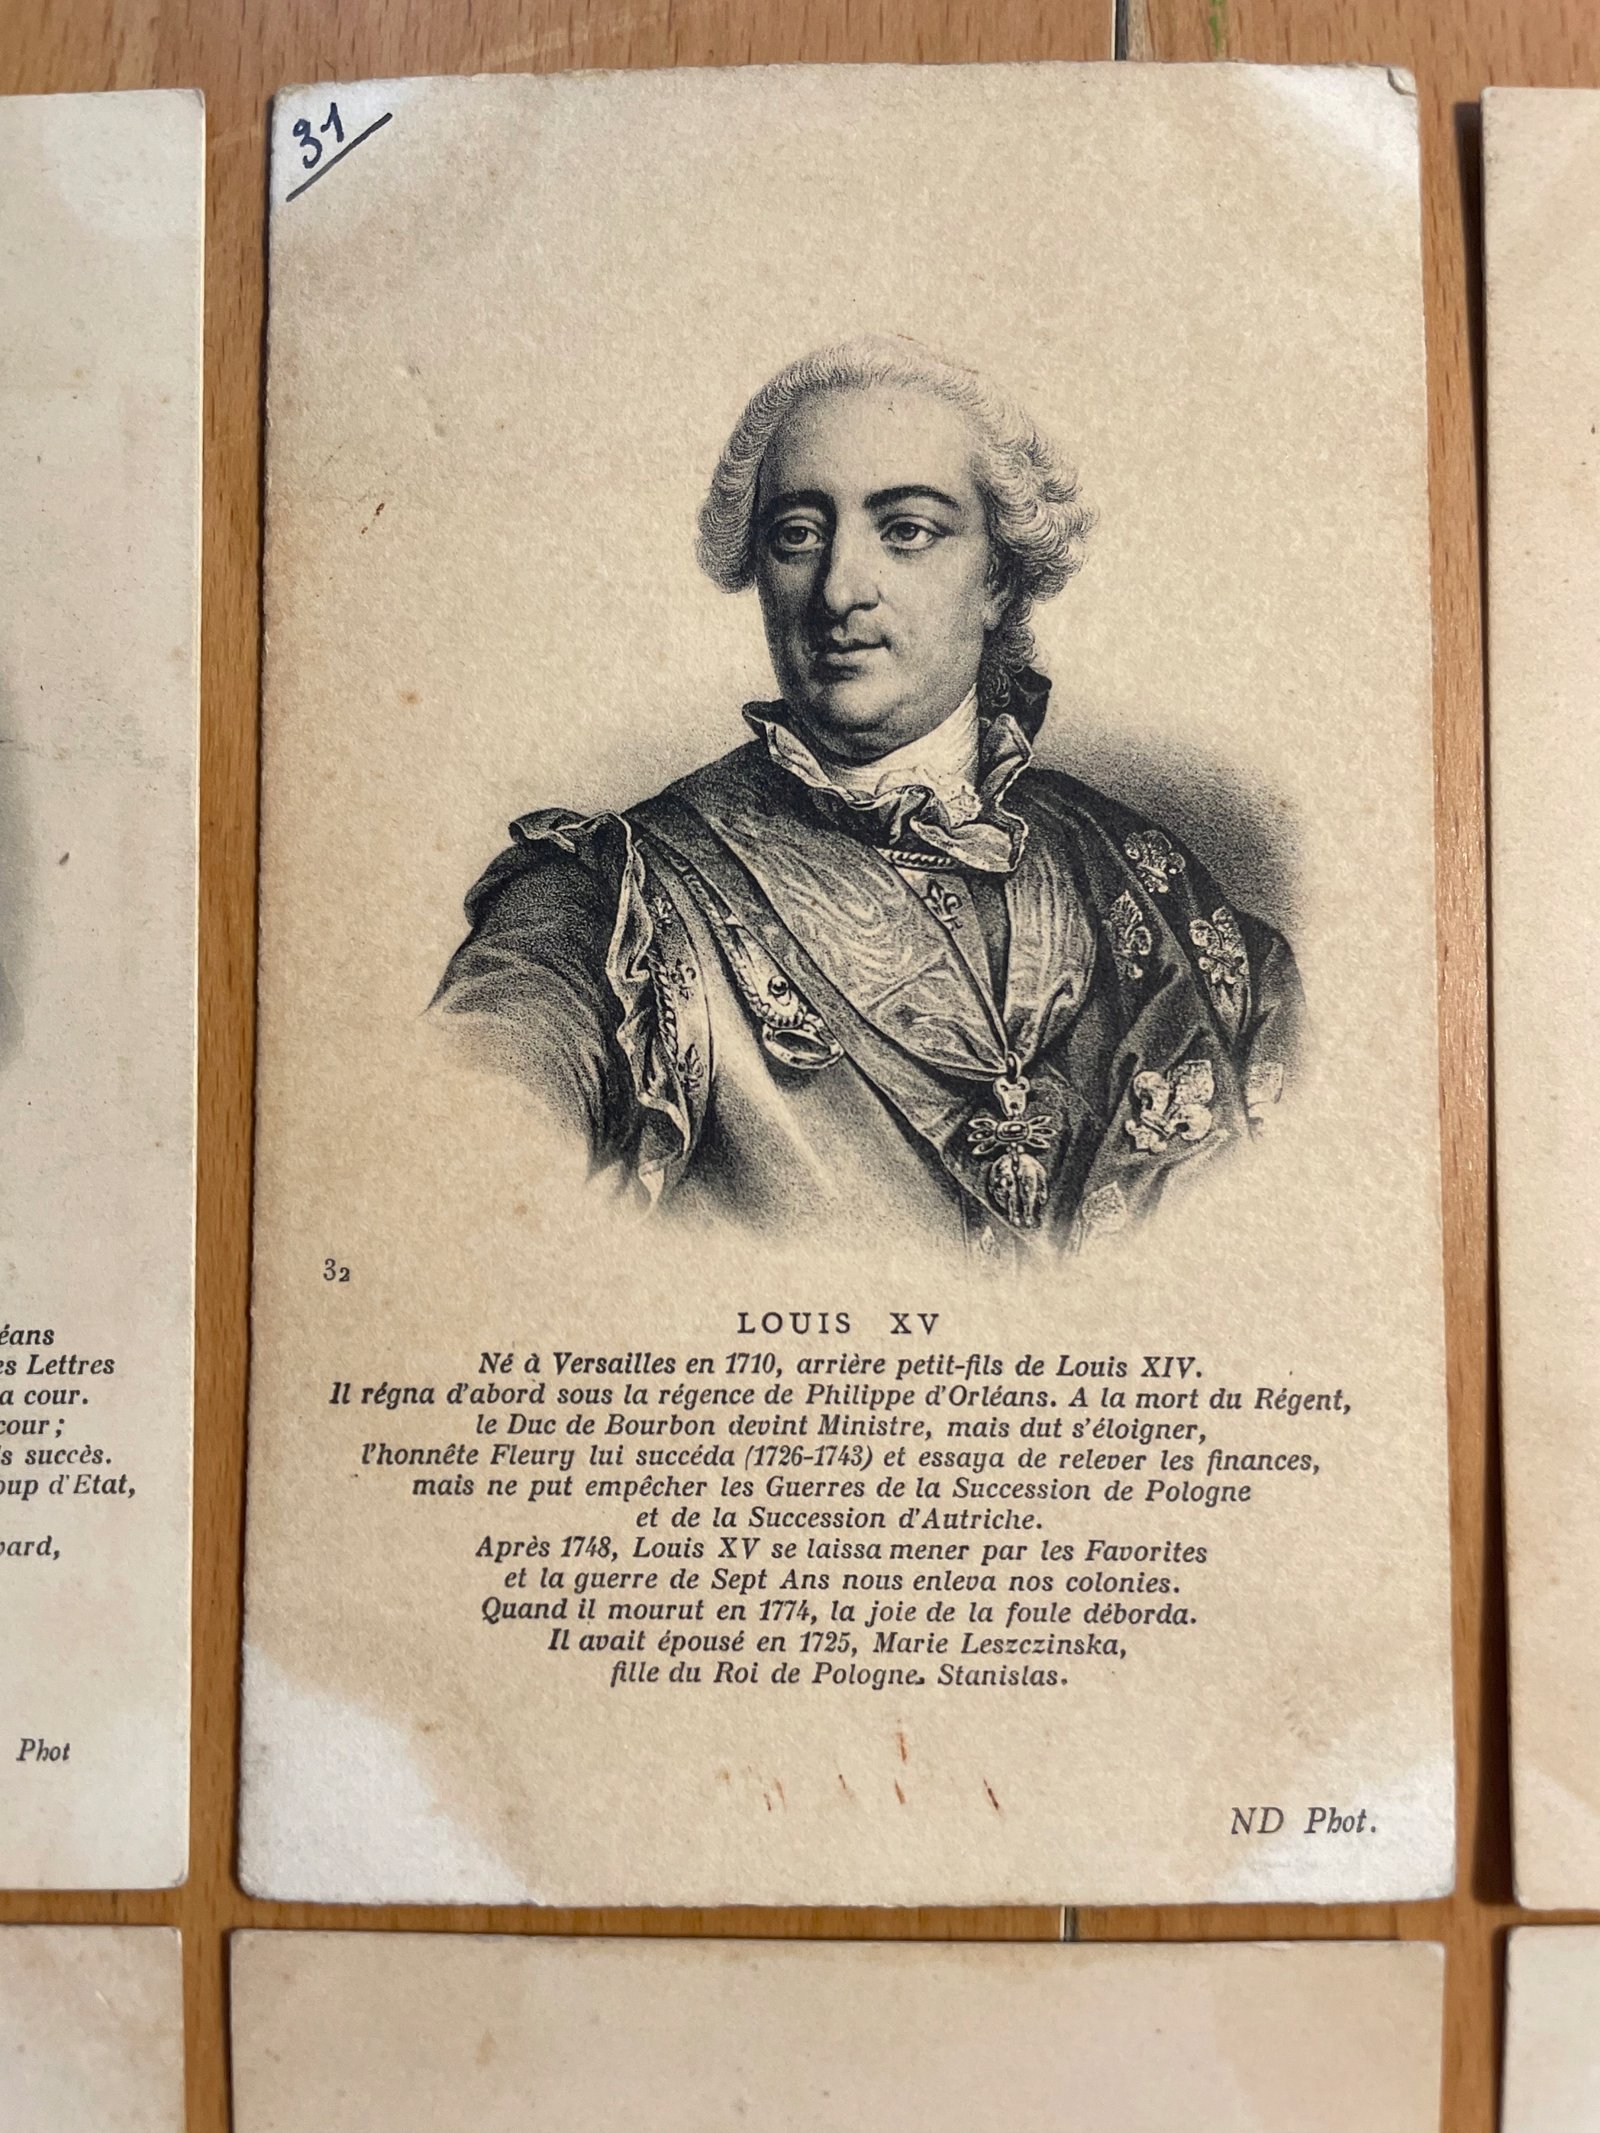 31
éans
es Lettres
a cour.
cour ;
s succès.
oup d'Etat,
ard,
Phot
32
LOUIS XV
Né à Versailles en 1710, arrière petit-fils de Louis XIV.
Il régna d'abord sous la régence de Philippe d'Orléans. A la mort du Régent,
le Duc de Bourbon devint Ministre, mais dut s'éloigner,
l'honnête Fleury lui succéda (1726-1743) et essaya de relever les finances,
mais ne put empêcher les Guerres de la Succession de Pologne
et de la Succession d'Autriche.
Après 1748, Louis XV se laissa mener par les Favorites
et la guerre de Sept Ans nous enleva nos colonies.
Quand il mourut en 1774, la joie de la foule déborda.
Il avait épousé en 1725, Marie Leszczinska,
fille du Roi de Pologne. Stanislas.
ND Phot.